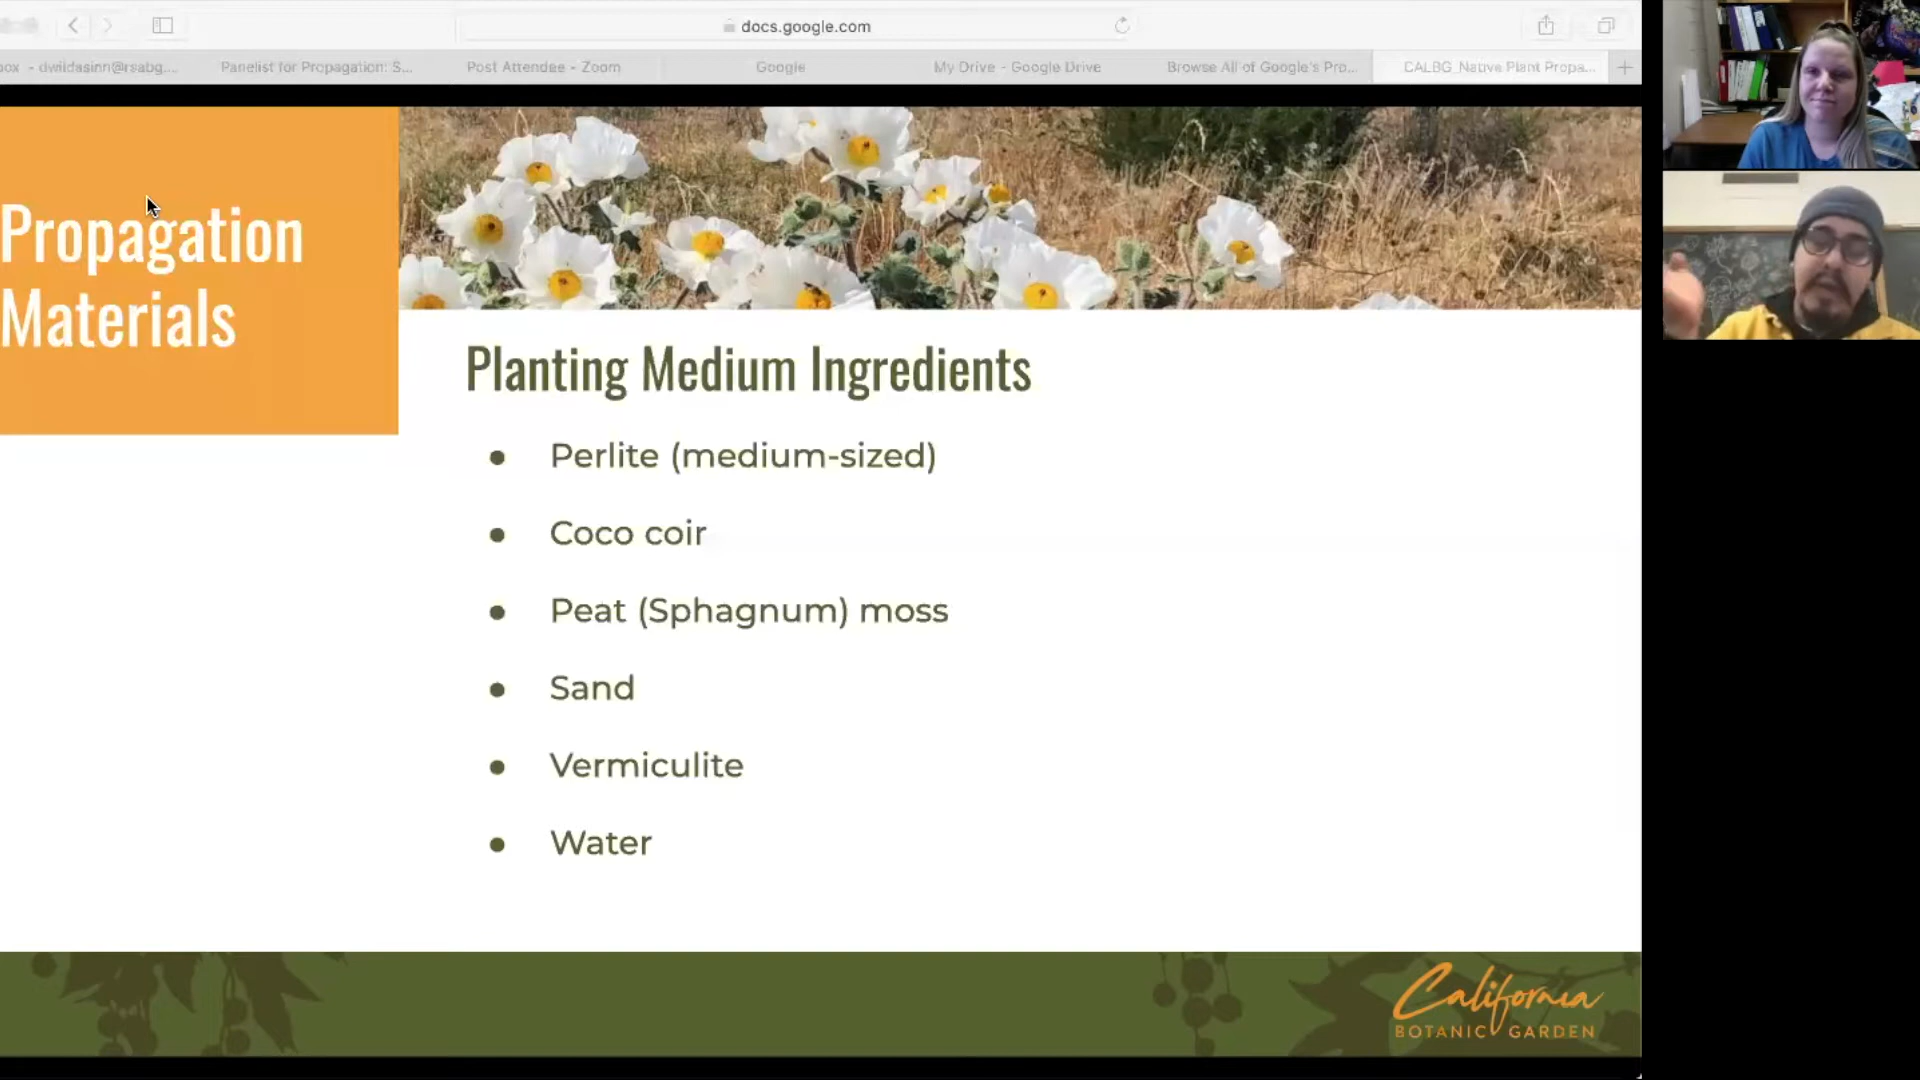 docs.google.com
box - dwildasinn@rsabg....
Panelist for Propagation: S...
Post Attendee - Zoom
Google
My Drive - Google Drive
Browse All of Google's Pro...
CALBG_Native Plant Propa...
Propagation
Materials
Planting Medium Ingredients
● Perlite (medium-sized)
● Coco coir
● Peat (Sphagnum) moss
● Sand
● Vermiculite
● Water
California
BOTANIC GARDEN